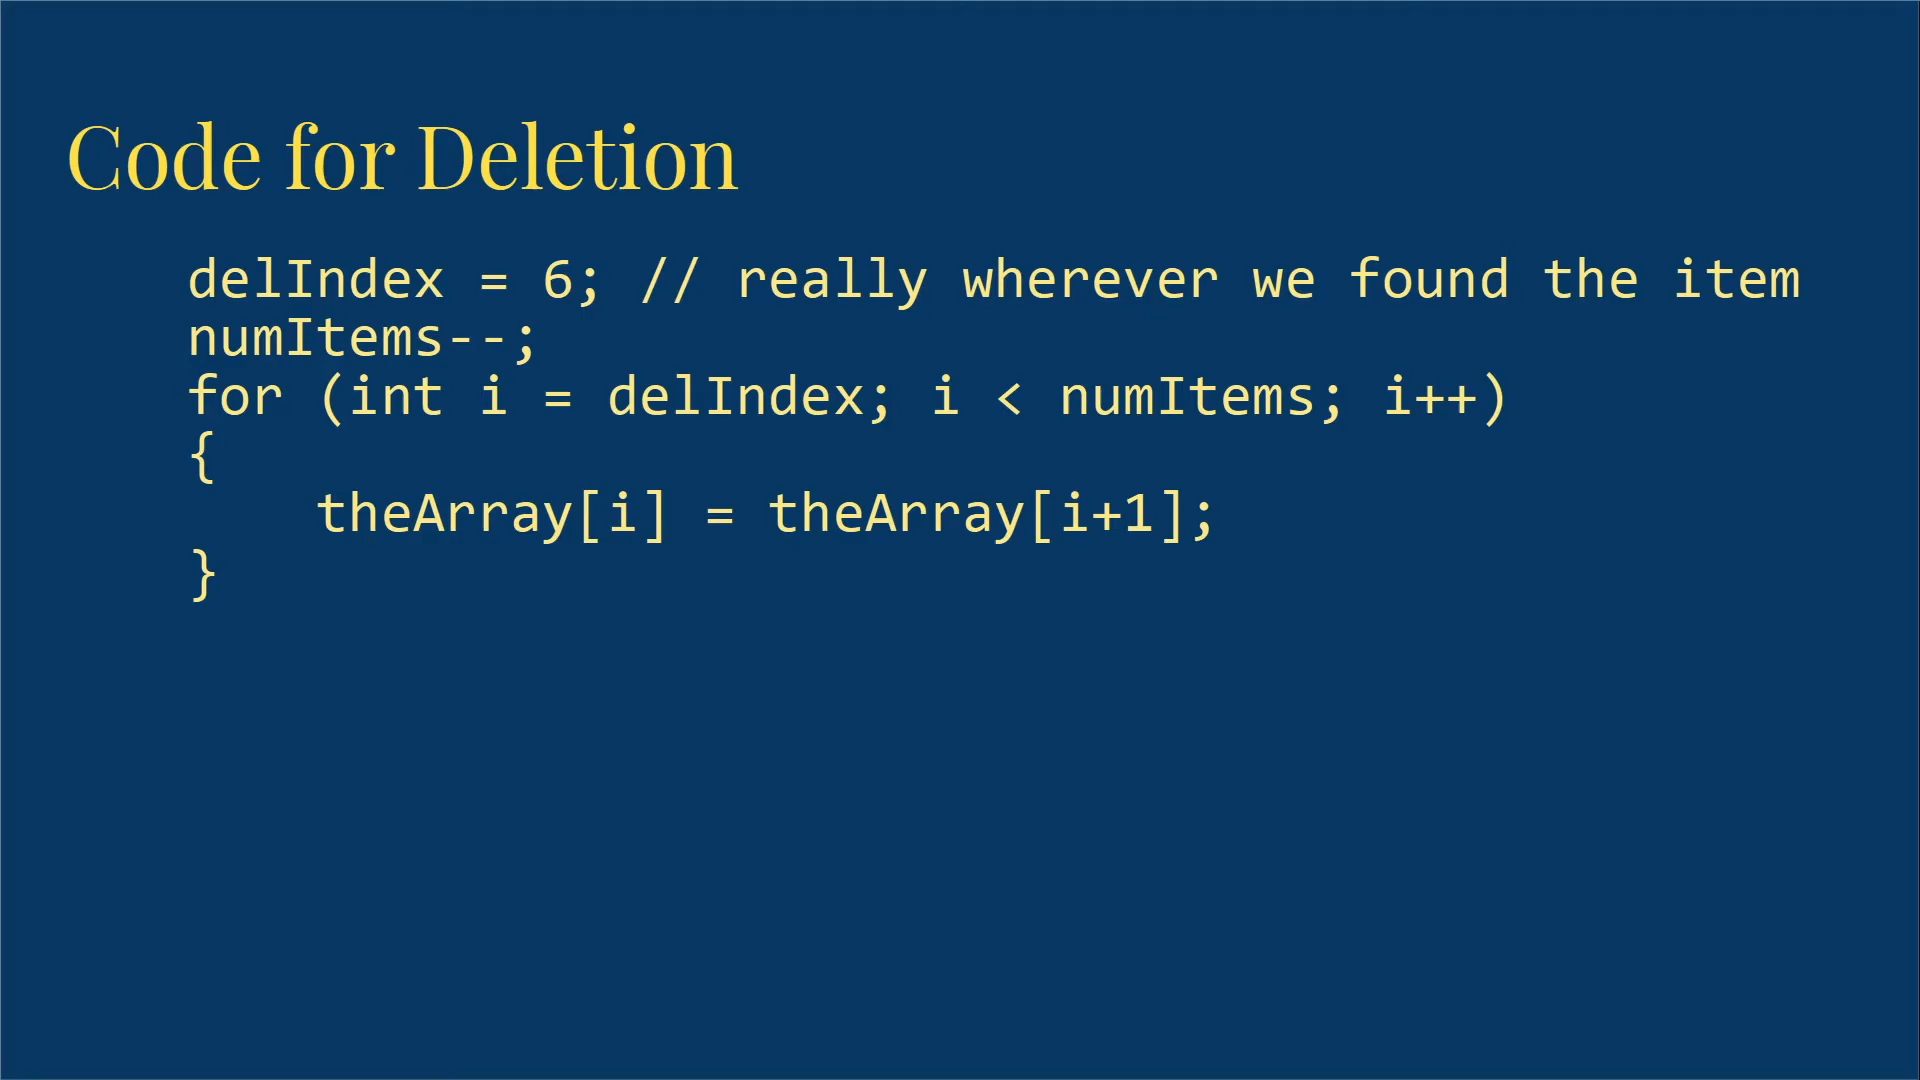 Code for Deletion
delIndex = 6; // really wherever we found the item
numItems--;
for (int i = delIndex; i < numItems; i++)
{
    theArray[i] = theArray[i+1];
}